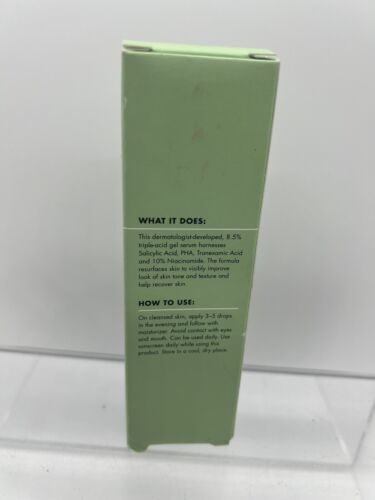 WHAT IT DOES:
This dermatologist-developed, 8.5%
triple-acid gel serum harnesses
Salicylic Acid, PHA, Tranexamic Acid
and 10% Niacinamide. The formula
resurfaces skin to visibly improve
look of skin tone and texture and
help recover skin.
HOW TO USE:
On cleansed skin, apply 3–5 drops
in the evening and follow with
moisturizer. Avoid contact with eyes
and mouth. Can be used daily. Use
sunscreen daily while using this
product. Store in a cool, dry place.